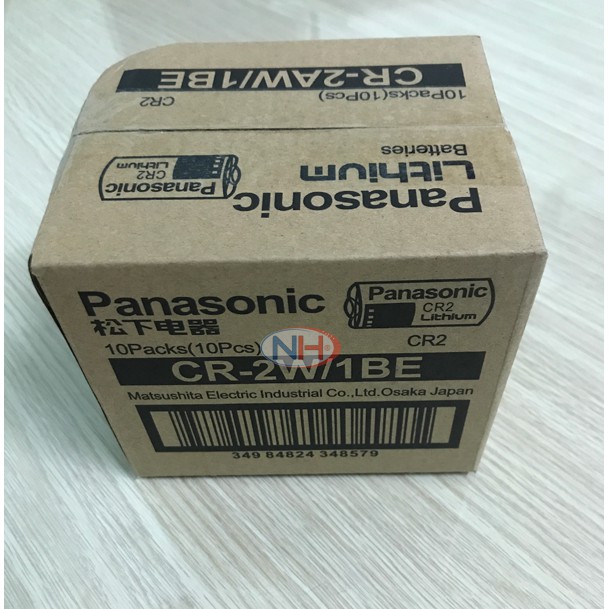 CR-2AW/1BE
10Packs(10Pcs)
CR2
Panasonic
Lithium
Batteries
Panasonic
CR2
Lithium
Panasonic
松下电器
10Packs(10Pcs)
NH
Panasonic
CR2
Lithium
CR2
CR-2W/1BE
Matsushita Electric Industrial Co.,Ltd.Osaka Japan
349 84824 348579